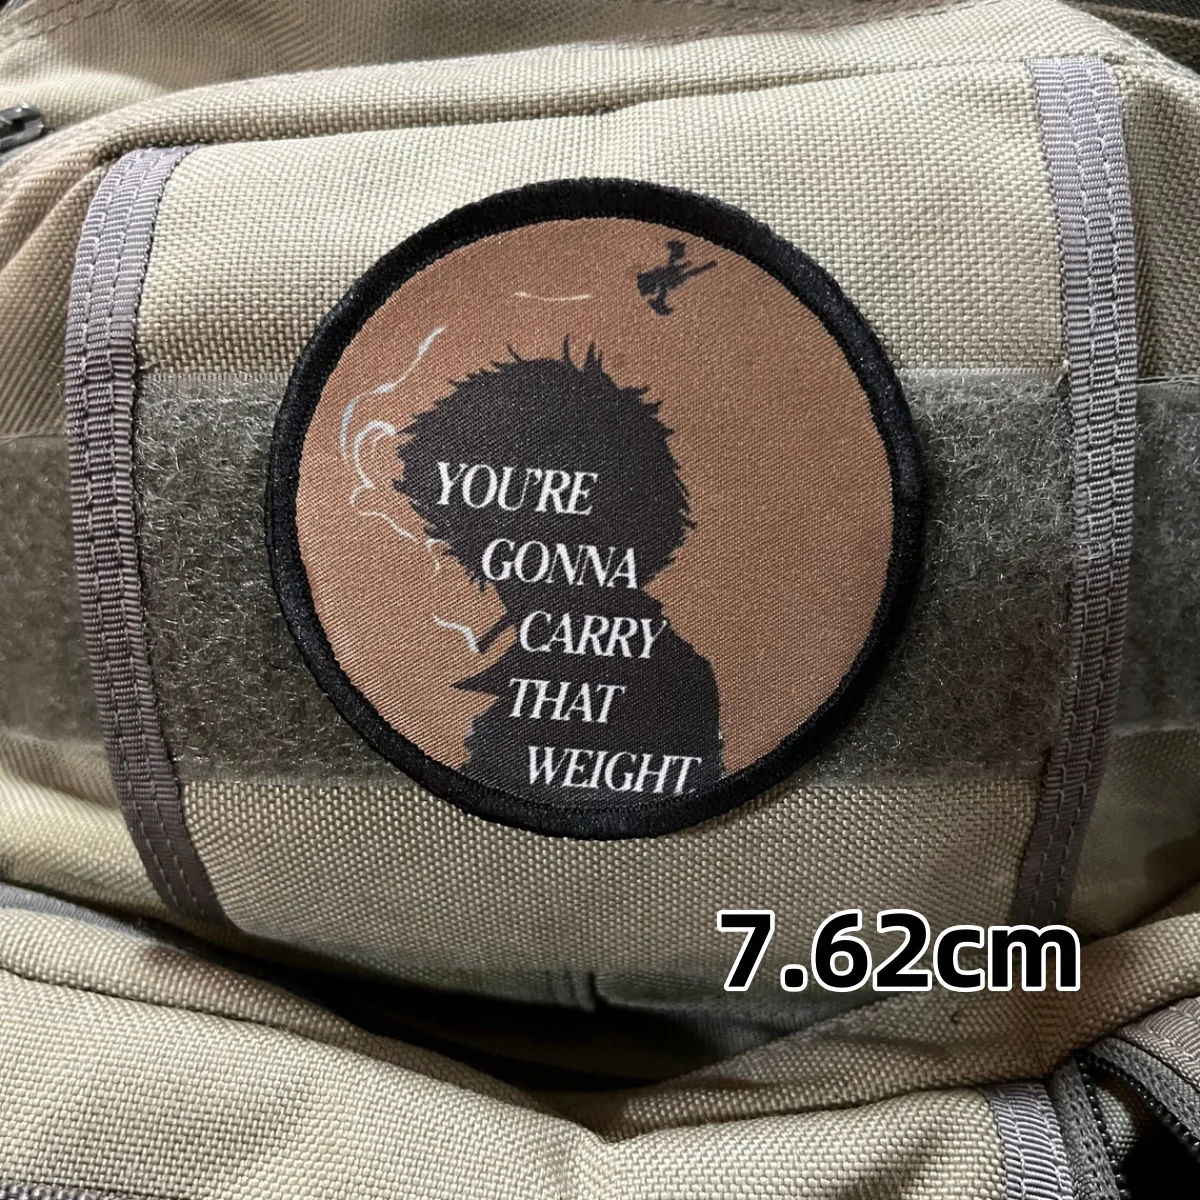 YOU'RE
GONNA
CARRY
THAT
WEIGHT
7.62cm